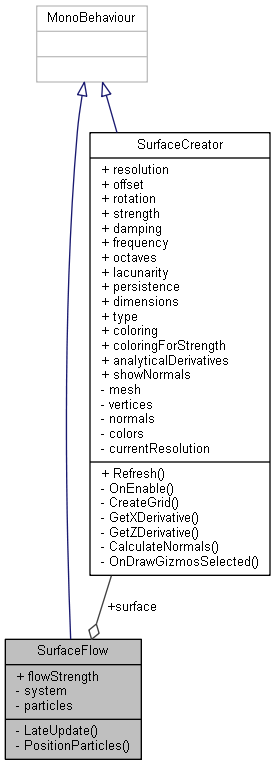 MonoBehaviour
SurfaceCreator
+ resolution
+ offset
+ rotation
+ strength
+ damping
+ frequency
+ octaves
+ lacunarity
+ persistence
+ dimensions
+ type
+ coloring
+ coloringForStrength
+ analyticalDerivatives
+ showNormals
- mesh
- vertices
- normals
- colors
- currentResolution
+ Refresh()
- OnEnable()
- CreateGrid()
- GetXDerivative()
- GetZDerivative()
- CalculateNormals()
- OnDrawGizmosSelected()
+surface
SurfaceFlow
+ flowStrength
- system
- particles
- LateUpdate()
- PositionParticles()